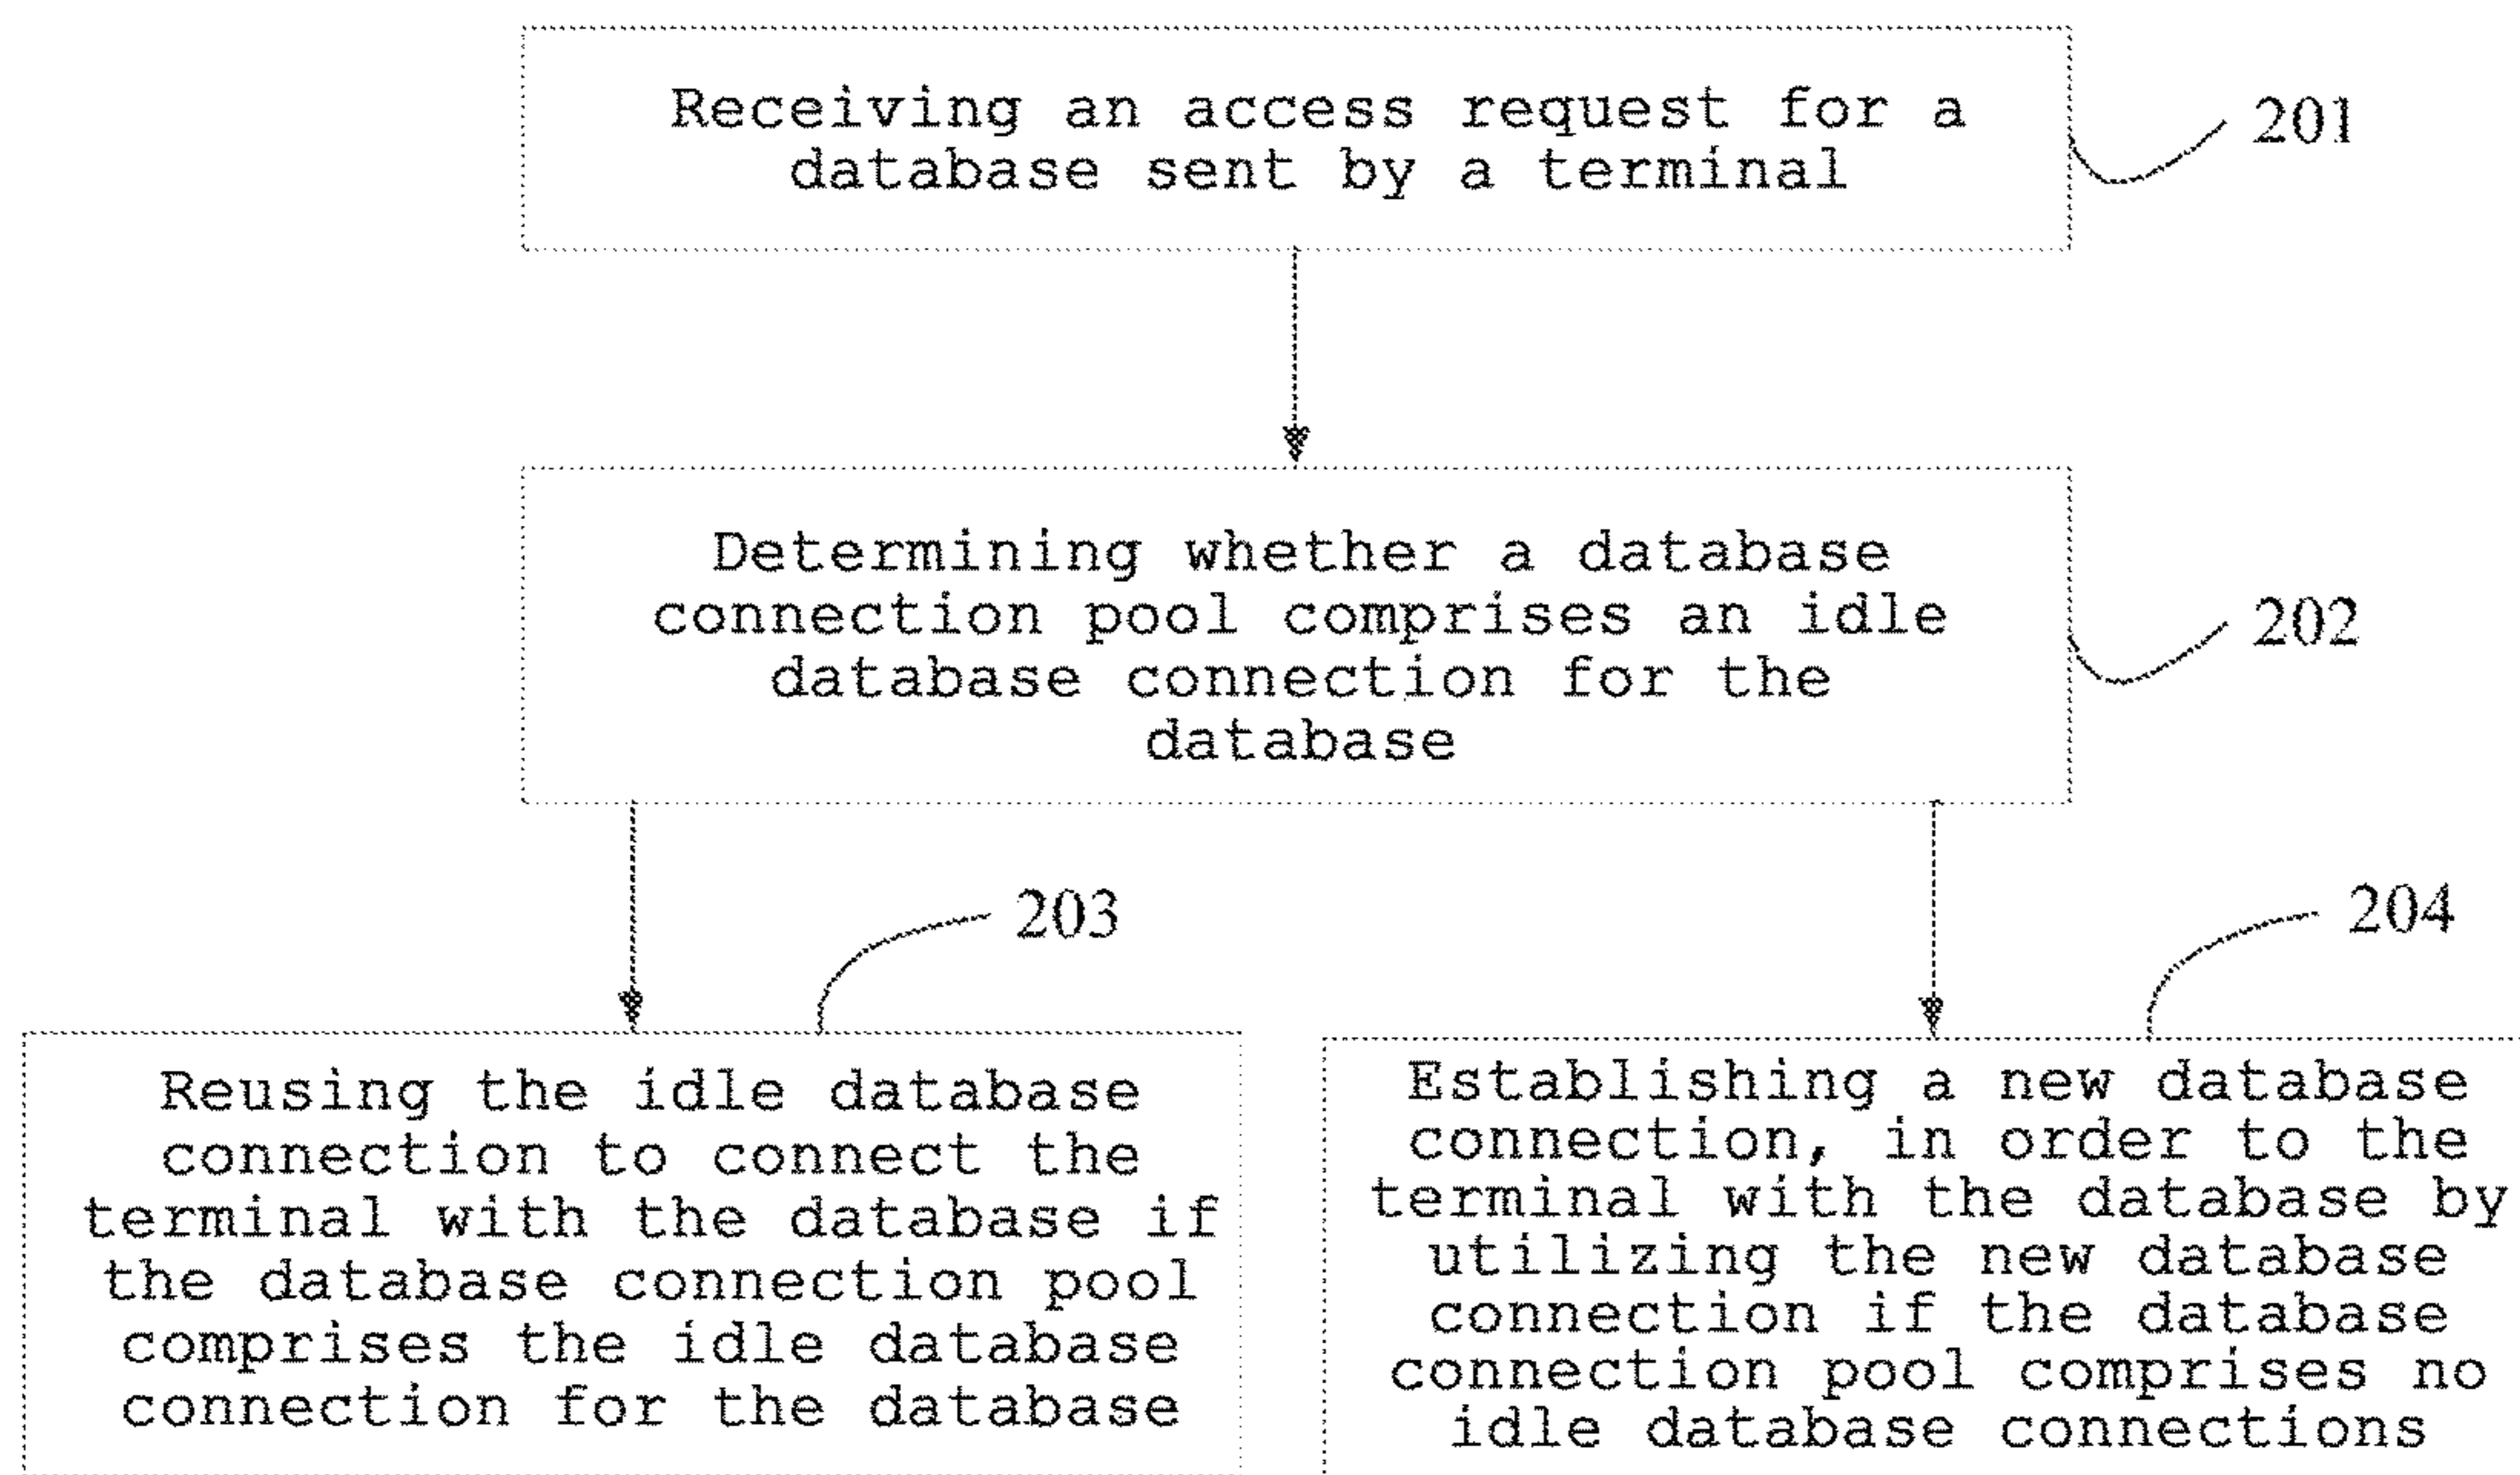 Receiving an access request for a
database sent by a terminal
201
Determining whether a database
connection pool comprises an idle
database connection for the
database
202
203
Reusing the idle database
connection to connect the
terminal with the database if
the database connection pool
comprises the idle database
connection for the database
204
Establishing a new database
connection, in order to the
terminal with the database by
utilizing the new database
connection if the database
connection pool comprises no
idle database connections